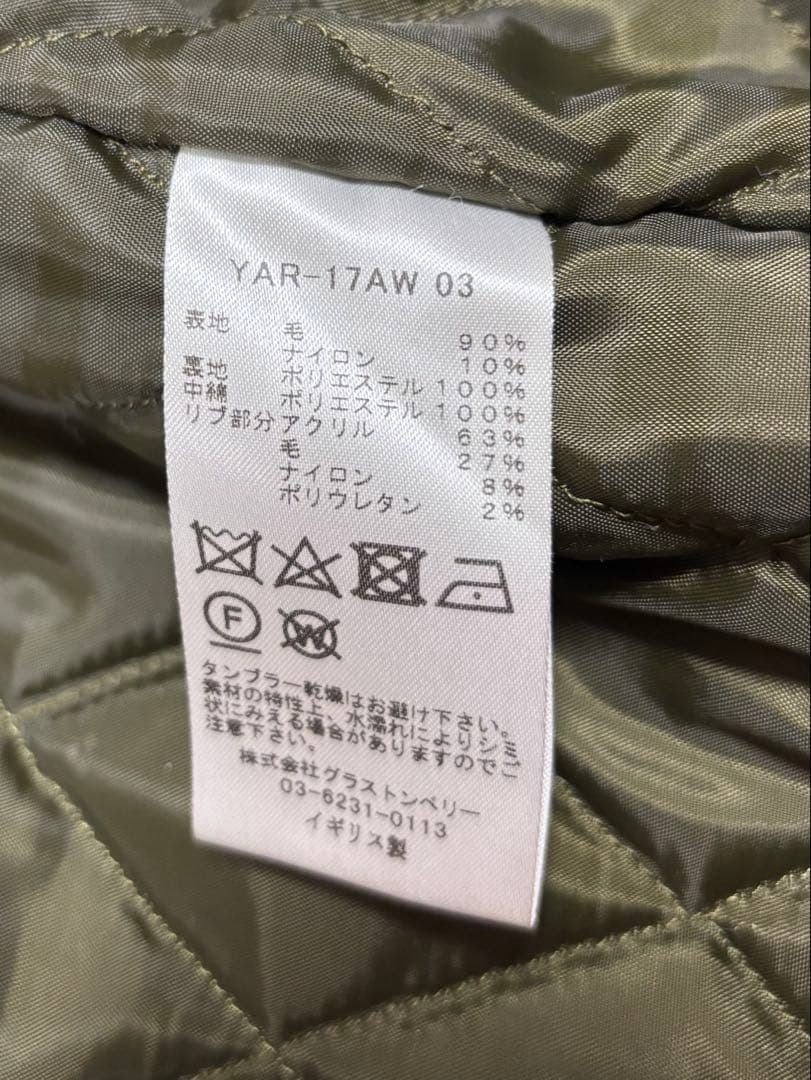 YAR-17AW 03
表地 毛 90%
ナイロン 10%
裏地 ポリエステル 100%
中綿 ポリエステル 100%
リブ部分 アクリル 63%
毛 27%
ナイロン 8%
ポリウレタン 2%
F W
タンブラー乾燥はお避け下さい。
素材の特性上、水濡れによりシミ
状にみえる場合がありますのでご
注意下さい。
株式会社グラストンベリー
03-6231-0113
イギリス製